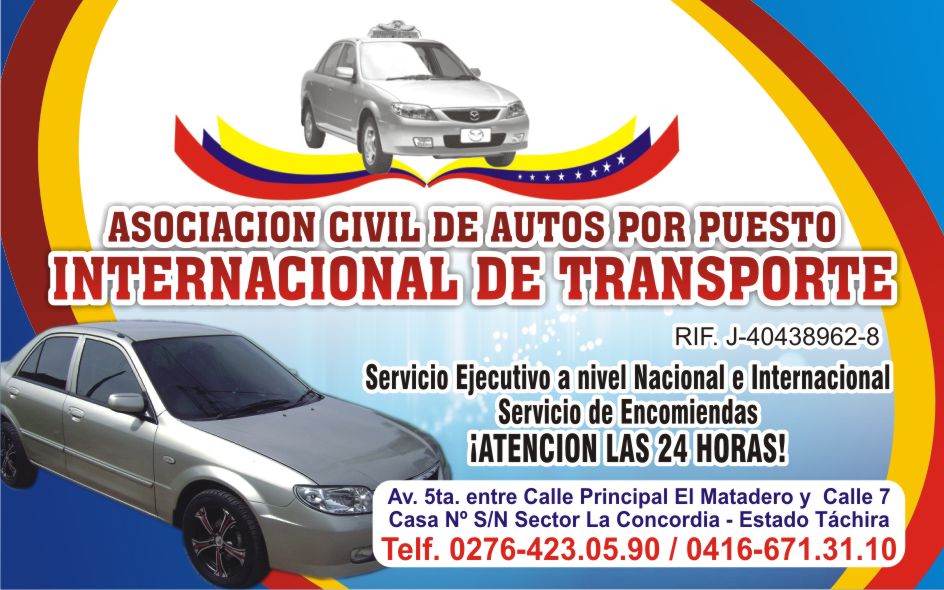 ASOCIACION CIVIL DE AUTOS POR PUESTO
INTERNACIONAL DE TRANSPORTE
RIF. J-40438962-8
Servicio Ejecutivo a nivel Nacional e Internacional
Servicio de Encomiendas
¡ATENCION LAS 24 HORAS!
Av. 5ta. entre Calle Principal El Matadero y Calle 7
Casa Nº S/N Sector La Concordia - Estado Táchira
Telf. 0276-423.05.90 / 0416-671.31.10